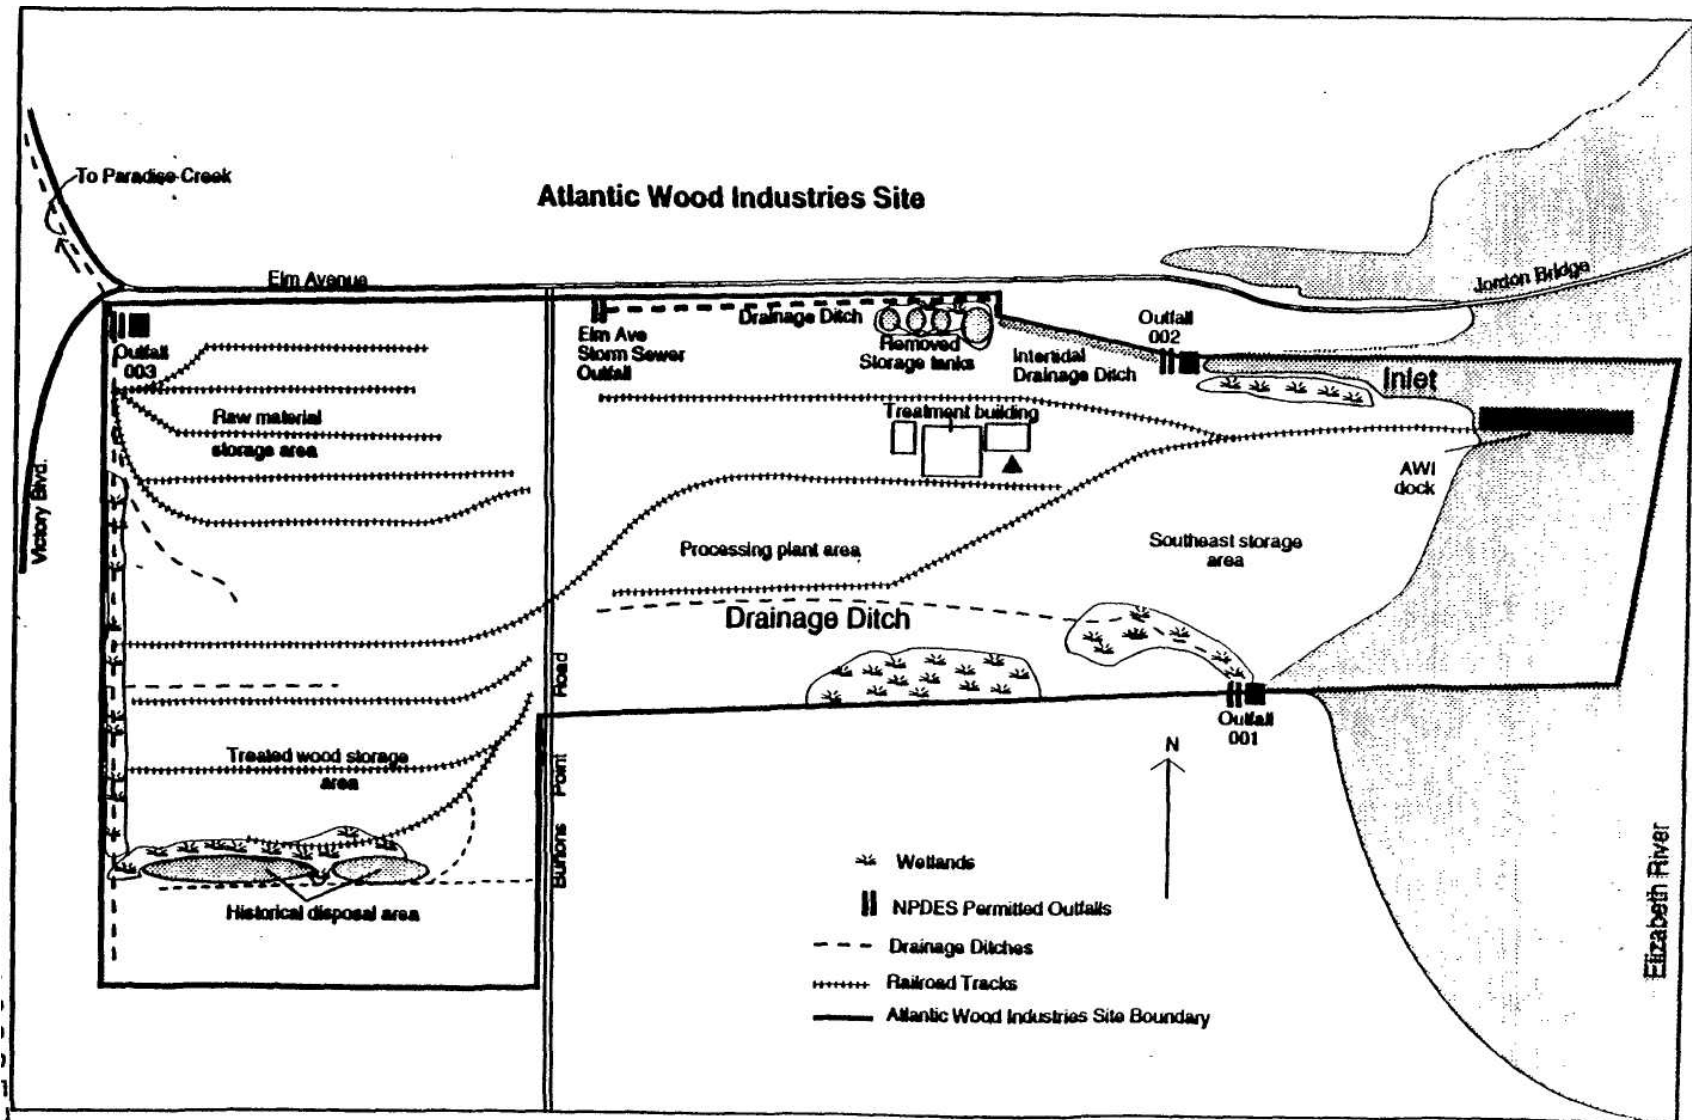 To Paradise Creek
Atlantic Wood Industries Site
Elm Avenue
Jordon Bridge
Outfall
003
Elm Ave
Storm Sewer
Outfall
Drainage Ditch
Removed
Storage tanks
Intertidal
Drainage Ditch
Outfall
002
Inlet
Raw material
storage area
Treatment building
AWI
dock
Victory Blvd.
Processing plant area
Southeast storage
area
Drainage Ditch
Outfall
001
Treated wood storage
area
Burtons Point Road
Historical disposal area
N
Wetlands
NPDES Permitted Outfalls
Drainage Ditches
Railroad Tracks
Atlantic Wood Industries Site Boundary
Elizabeth River